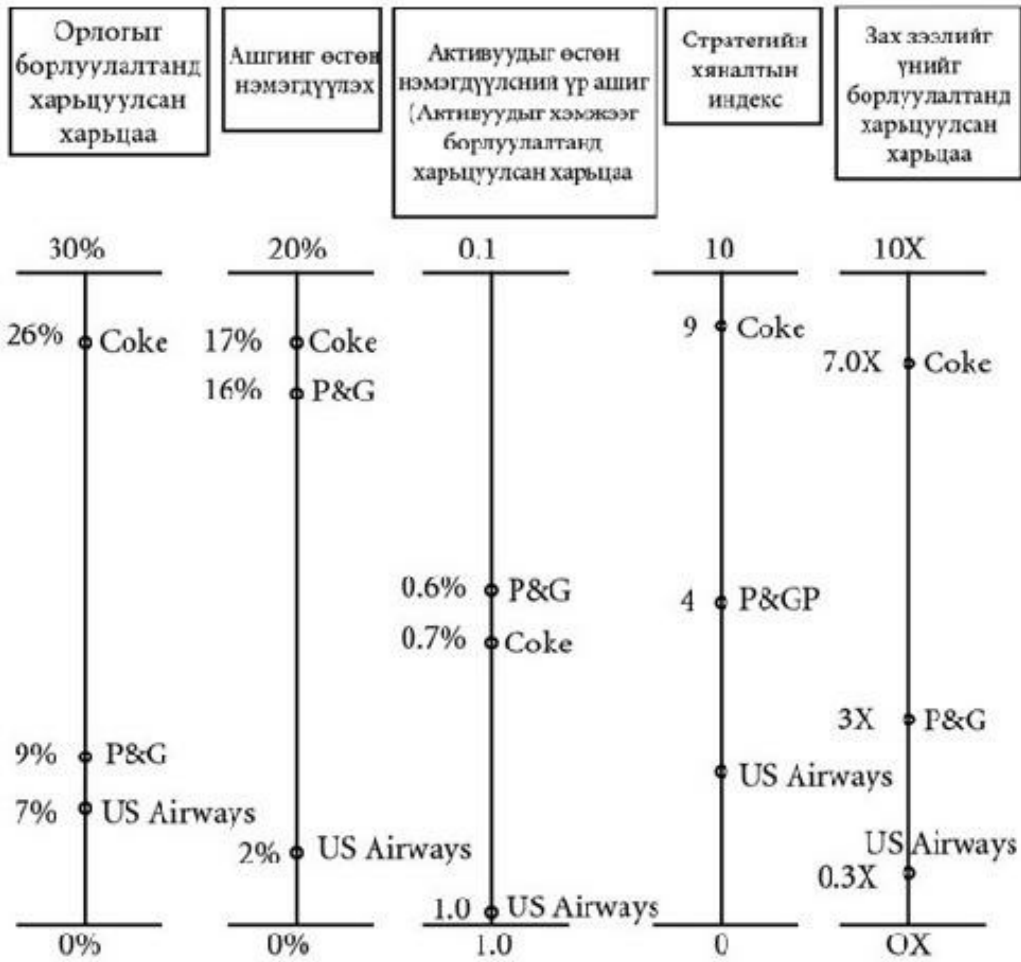 Орлогыг
борлуулалтанд
харьцуулсан
харьцаа
Ашгинг өсгөн
нэмэгдүүлэх
Активуудыг өсгөн
нэмэгдүүлсний үр ашиг
(Активуудыг хэмжээг
борлуулалтанд
харьцуулсан харьцаа
Стратегийн
хяналтын
индекс
Зах зээлийг
үнийг
борлуулалтанд
харьцуулсан
харьцаа
30%
26% Coke
9% P&G
7% US Airways
0%
20%
17% Coke
16% P&G
2% US Airways
0%
0.1
0.6% P&G
0.7% Coke
1.0 US Airways
1.0
10
9 Coke
4 P&GP
US Airways
0
10X
7.0X Coke
3X P&G
US Airways
0.3X
OX